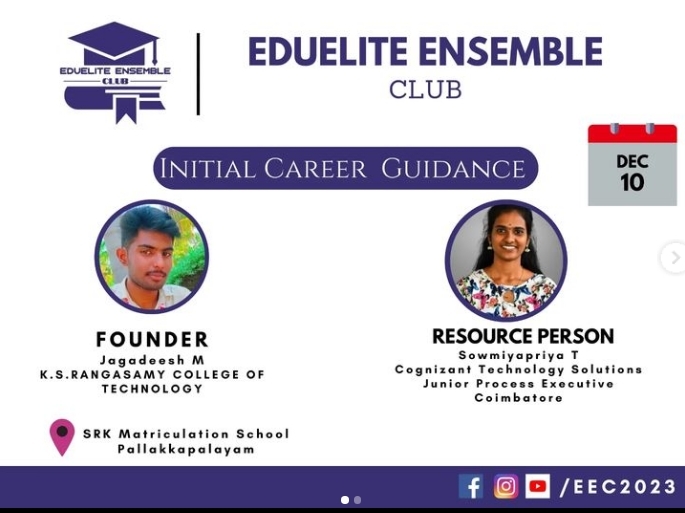 EDUELITE ENSEMBLE
CLUB
EDUELITE ENSEMBLE
CLUB
INITIAL CAREER GUIDANCE
DEC
10
FOUNDER
Jagadeesh M
K.S.RANGASAMY COLLEGE OF
TECHNOLOGY
RESOURCE PERSON
Sowmiyapriya T
Cognizant Technology Solutions
Junior Process Executive
Coimbatore
SRK Matriculation School
Pallakkapalayam
/EEC2023